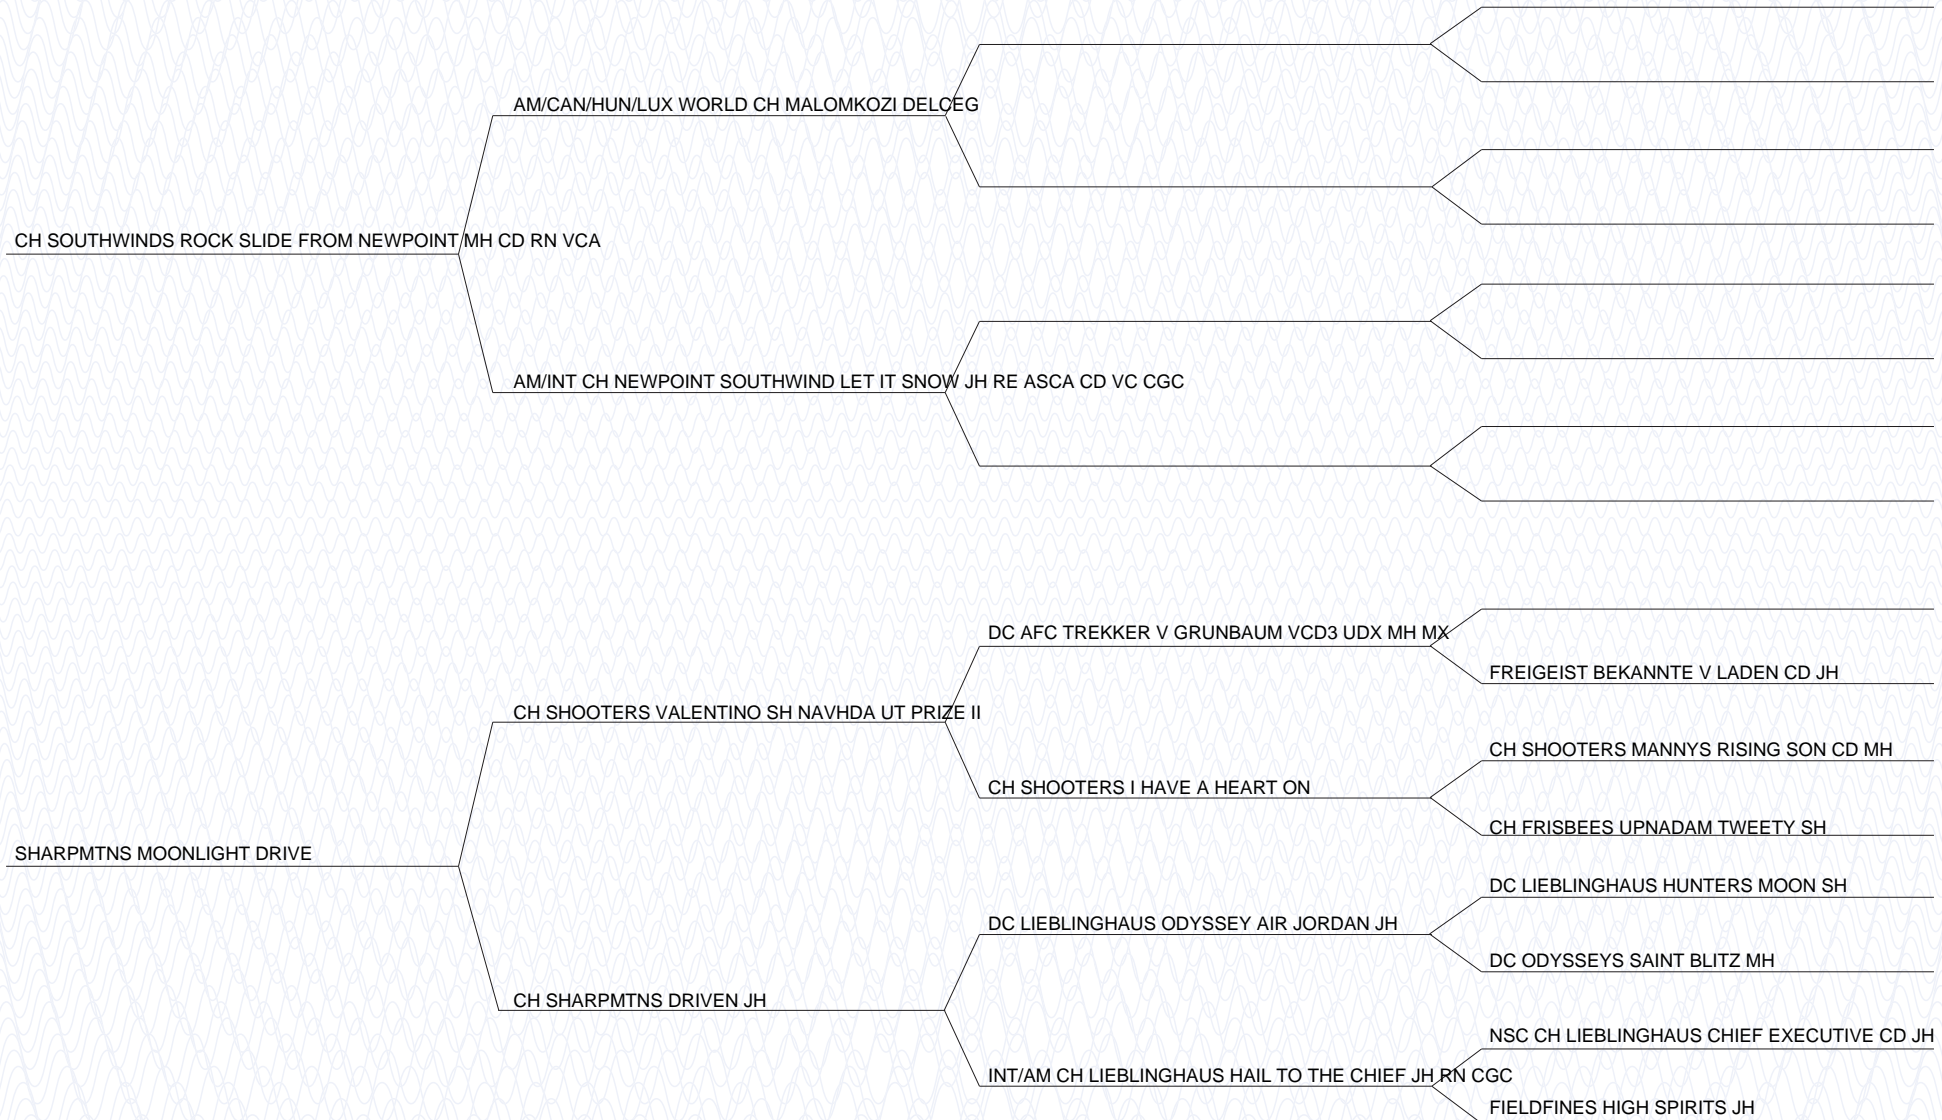 AM/CAN/HUN/LUX WORLD CH MALOMKOZI DELCEG
CH SOUTHWINDS ROCK SLIDE FROM NEWPOINT MH CD RN VCA
AM/INT CH NEWPOINT SOUTHWIND LET IT SNOW JH RE ASCA CD VC CGC
DC AFC TREKKER V GRUNBAUM VCD3 UDX MH MX
FREIGEIST BEKANNTE V LADEN CD JH
CH SHOOTERS VALENTINO SH NAVHDA UT PRIZE II
CH SHOOTERS MANNYS RISING SON CD MH
CH SHOOTERS I HAVE A HEART ON
CH FRISBEES UPNADAM TWEETY SH
SHARPMTNS MOONLIGHT DRIVE
DC LIEBLINGHAUS HUNTERS MOON SH
DC LIEBLINGHAUS ODYSSEY AIR JORDAN JH
DC ODYSSEYS SAINT BLITZ MH
CH SHARPMTNS DRIVEN JH
NSC CH LIEBLINGHAUS CHIEF EXECUTIVE CD JH
INT/AM CH LIEBLINGHAUS HAIL TO THE CHIEF JH RN CGC
FIELDFINES HIGH SPIRITS JH